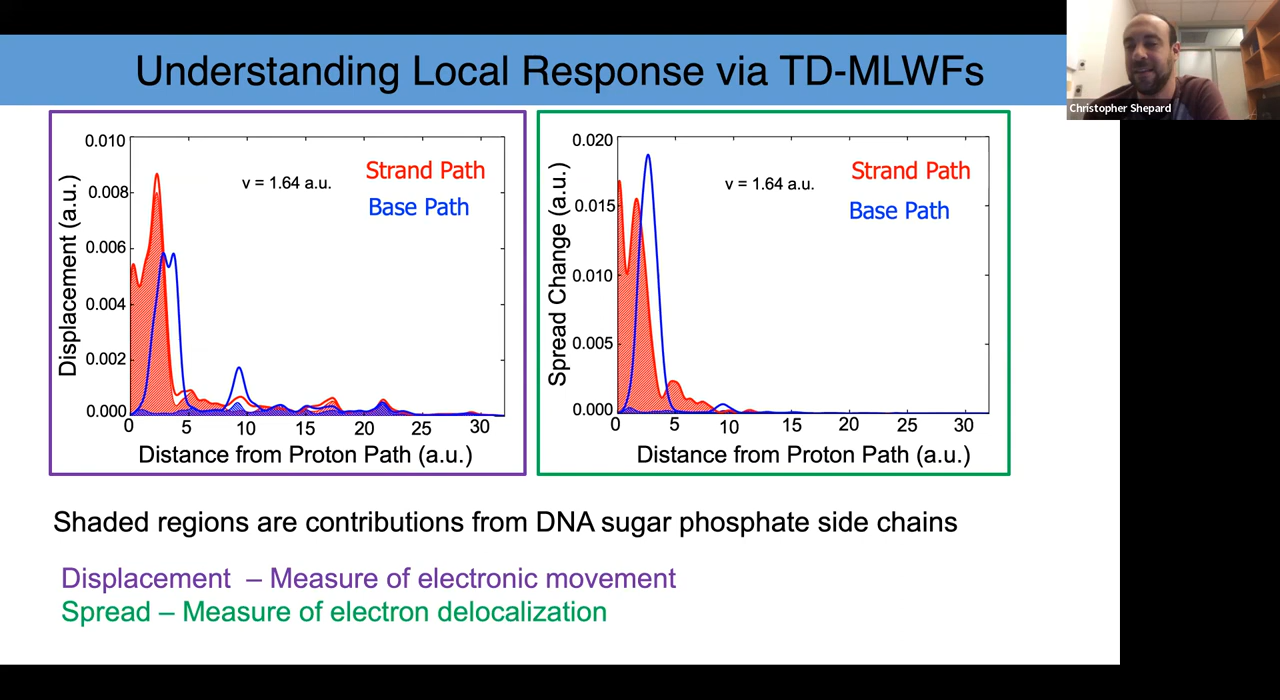 Understanding Local Response via TD-MLWFs
Christopher Shepard
Displacement (a.u.)
0.010
0.008
0.006
0.004
0.002
0.000
v = 1.64 a.u.
Strand Path
Base Path
0 5 10 15 20 25 30
Distance from Proton Path (a.u.)
Spread Change (a.u.)
0.020
0.015
0.010
0.005
0.000
v = 1.64 a.u.
Strand Path
Base Path
0 5 10 15 20 25 30
Distance from Proton Path (a.u.)
Shaded regions are contributions from DNA sugar phosphate side chains
Displacement – Measure of electronic movement
Spread – Measure of electron delocalization